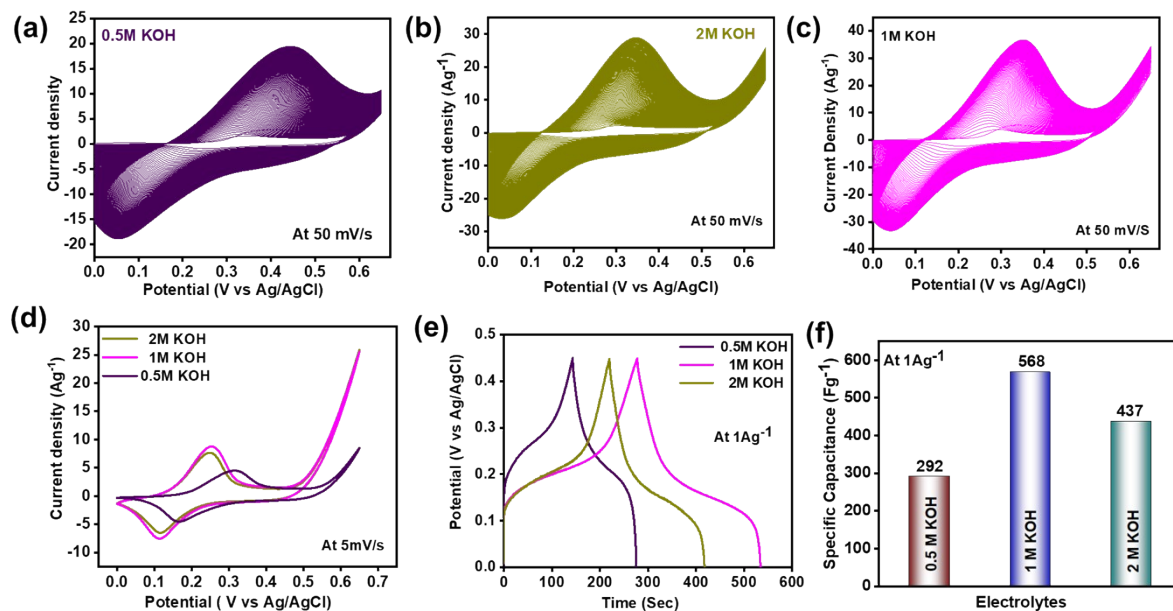 (a)
0.5M KOH
Current density
25
20
15
10
5
0
-5
-10
-15
-20
At 50 mV/s
0.0 0.1 0.2 0.3 0.4 0.5 0.6
Potential (V vs Ag/AgCl)
(b)
2M KOH
Current density (Ag⁻¹)
30
20
10
0
-10
-20
-30
At 50 mV/s
0.0 0.1 0.2 0.3 0.4 0.5 0.6
Potential (V vs Ag/AgCl)
(c)
1M KOH
Current Density (Ag⁻¹)
40
30
20
10
0
-10
-20
-30
-40
At 50 mV/S
0.0 0.1 0.2 0.3 0.4 0.5 0.6
Potential (V vs Ag/AgCl)
(d)
2M KOH
1M KOH
0.5M KOH
Current density (Ag⁻¹)
30
25
20
15
10
5
0
-5
-10
At 5mV/s
0.0 0.1 0.2 0.3 0.4 0.5 0.6 0.7
Potential ( V vs Ag/AgCl)
(e)
0.5M KOH
1M KOH
2M KOH
Potential (V vs Ag/AgCl)
0.5
0.4
0.3
0.2
0.1
0.0
At 1Ag⁻¹
0 100 200 300 400 500 600
Time (Sec)
(f)
At 1Ag⁻¹
Specific Capacitance (Fg⁻¹)
600
500
400
300
200
100
0
292
568
437
0.5 M KOH
1 M KOH
2 M KOH
Electrolytes